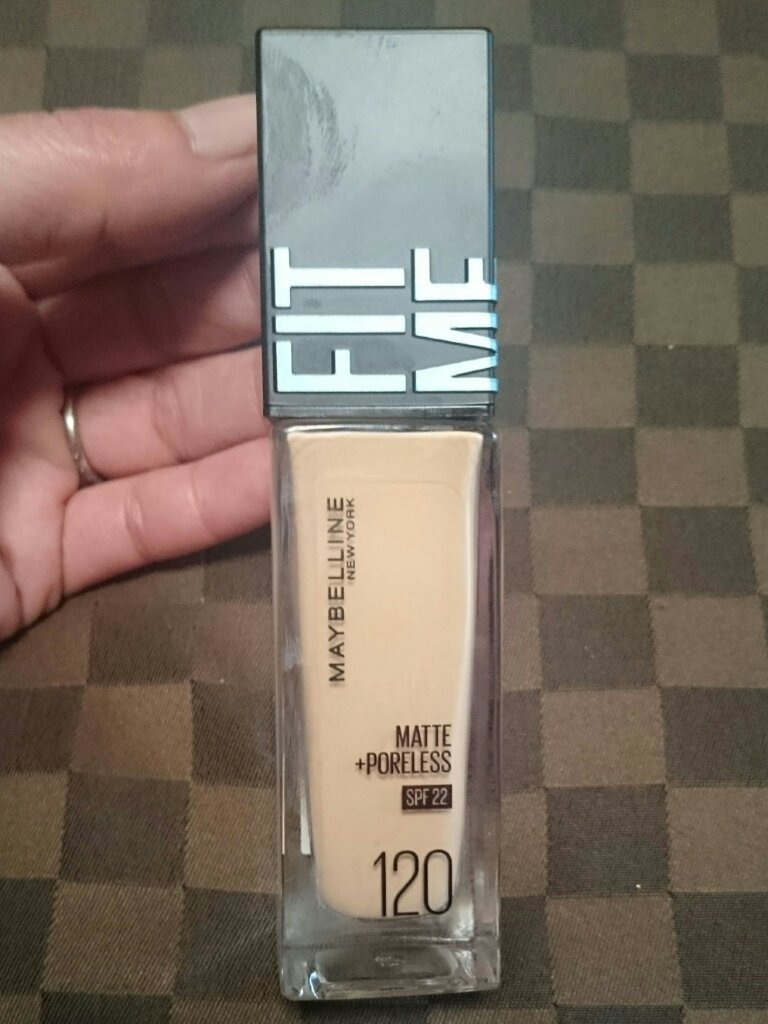 FIT
ME
MAYBELLINE
NEW YORK
MATTE
+PORELESS
SPF 22
120